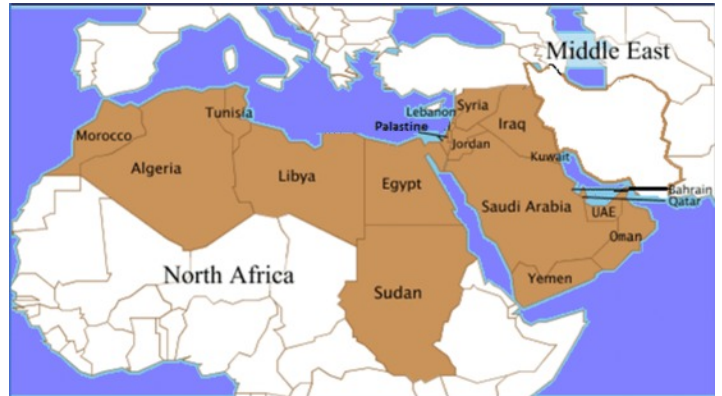 Middle East
Lebanon
Syria
Tunisia
Palastine
Iraq
Morocco
Jordan
Algeria
Kuwait
Libya
Egypt
Bahrain
Qatar
Saudi Arabia
UAE
Oman
North Africa
Yemen
Sudan